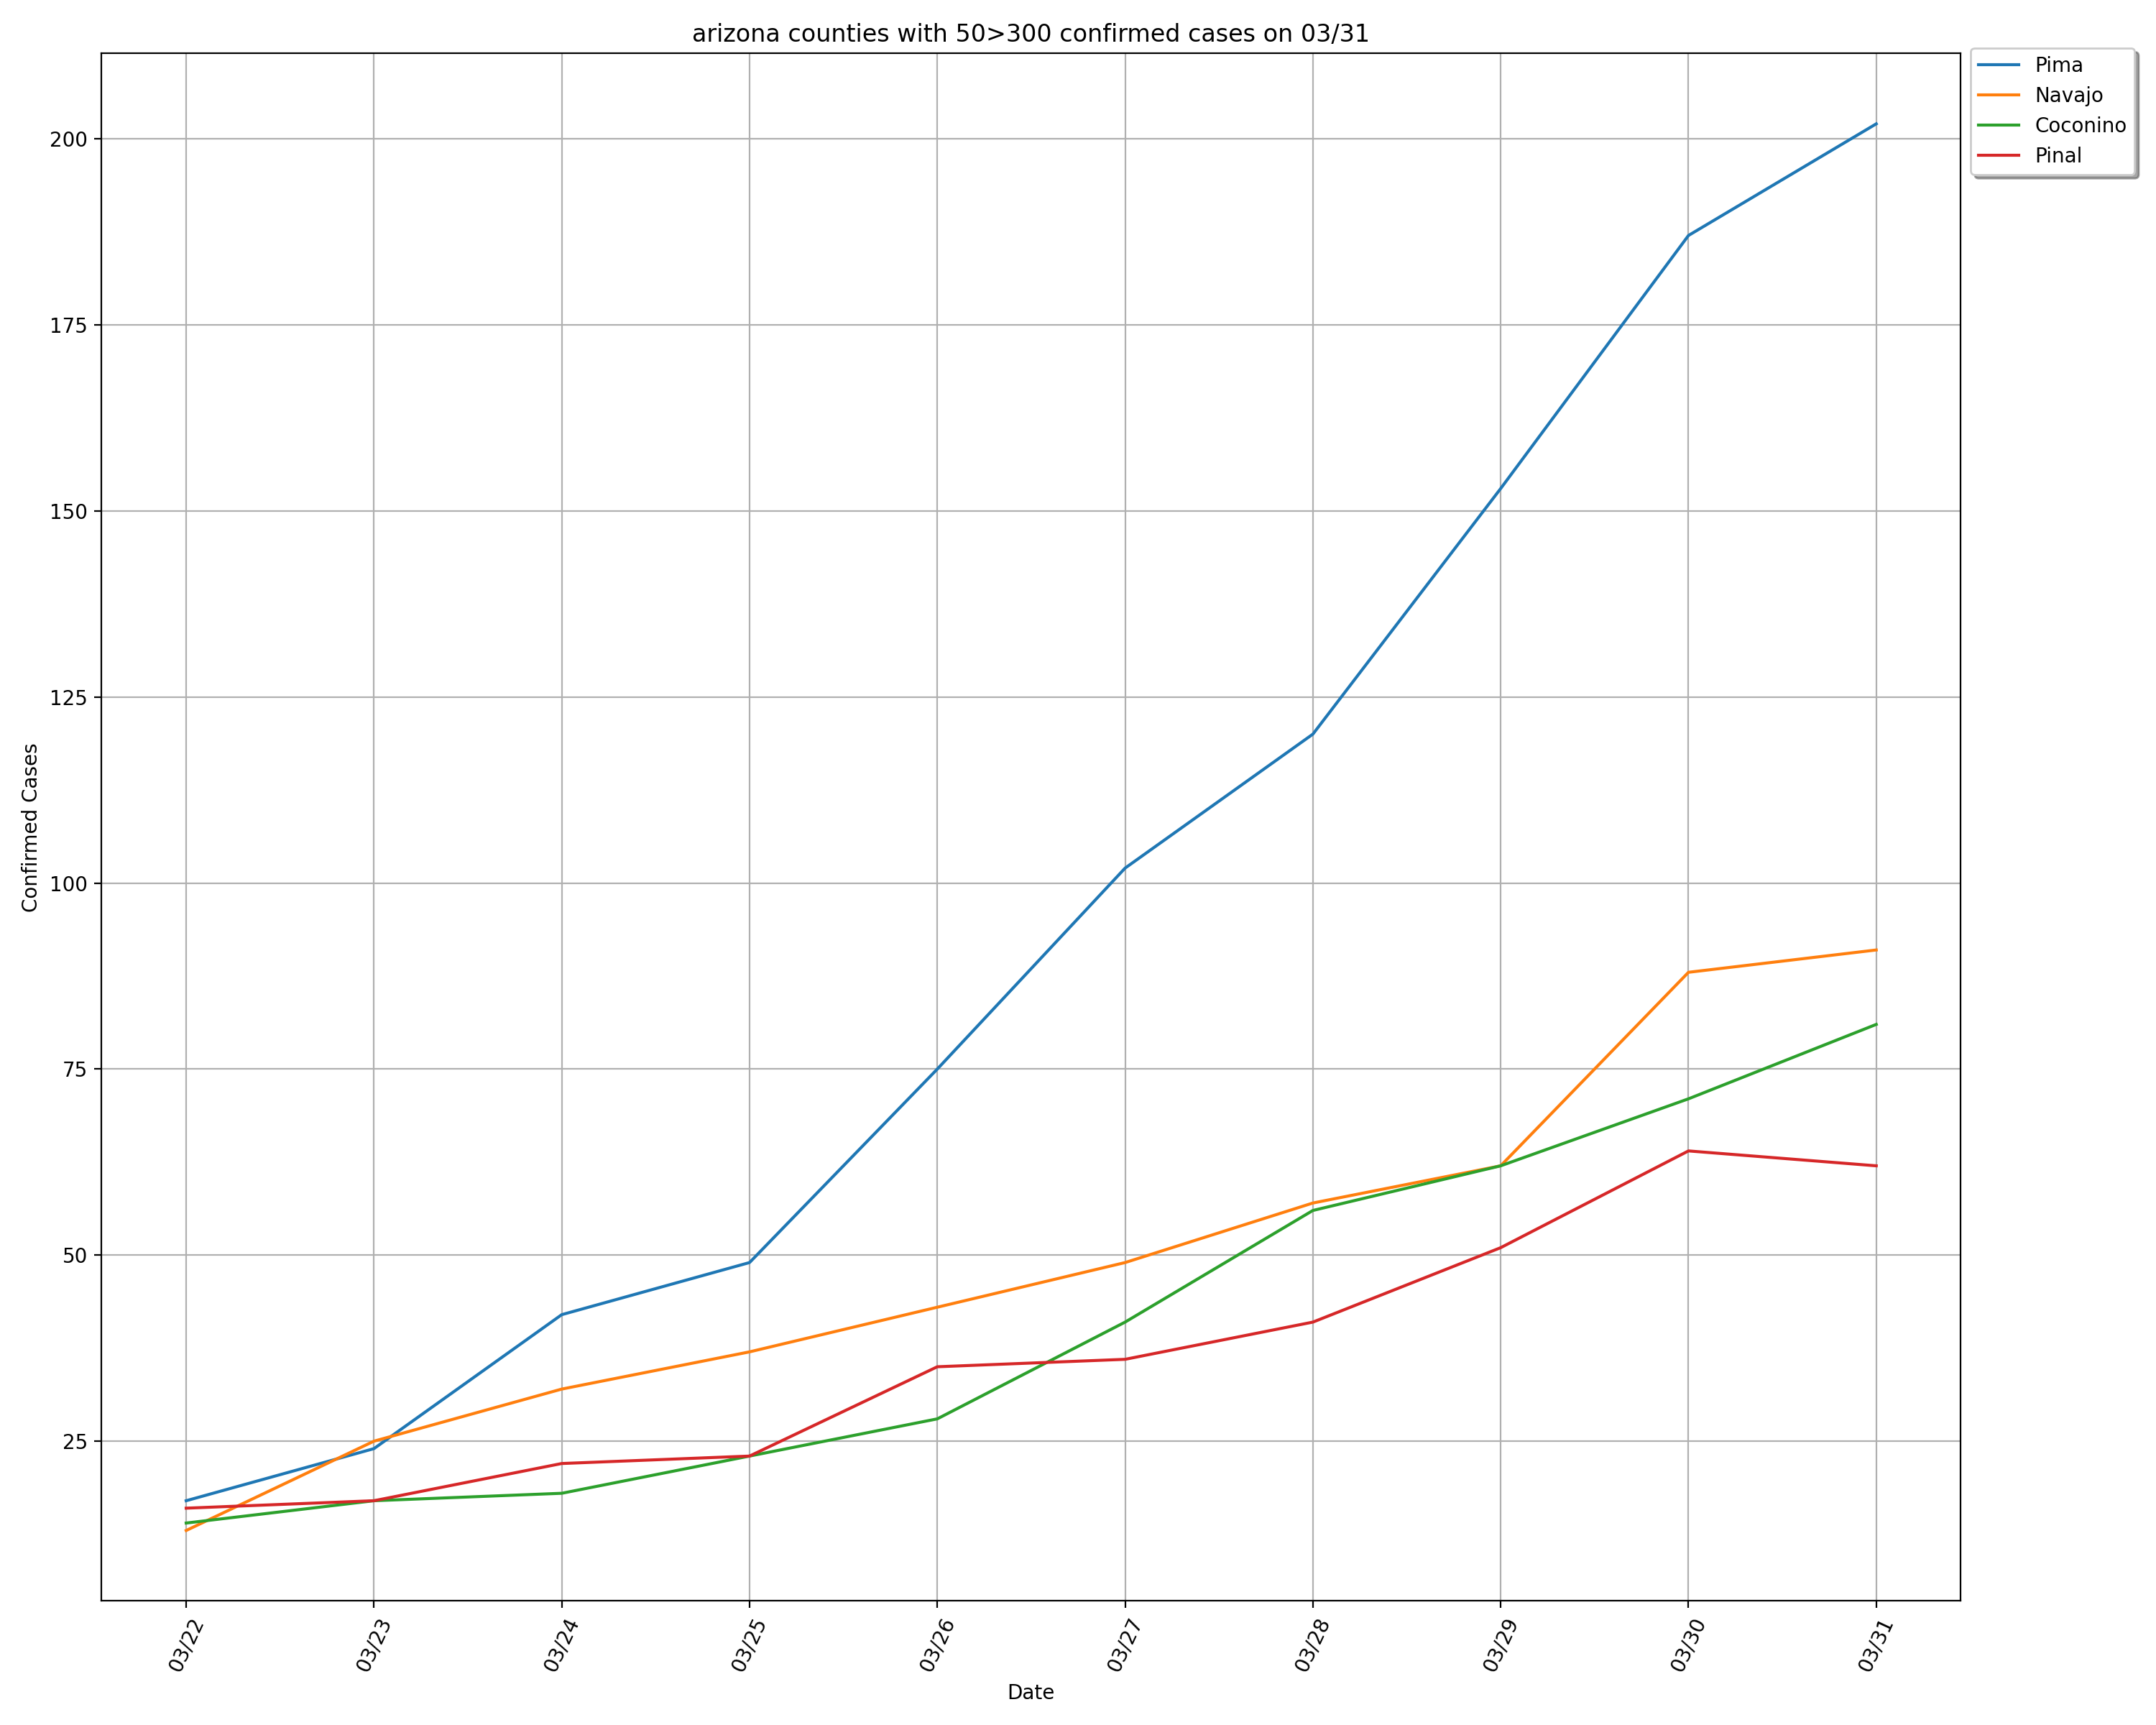 arizona counties with 50>300 confirmed cases on 03/31
Pima
Navajo
Coconino
Pinal
200
175
150
125
100
75
50
25
Confirmed Cases
03/22
03/23
03/24
03/25
03/26
03/27
03/28
03/29
03/30
03/31
Date